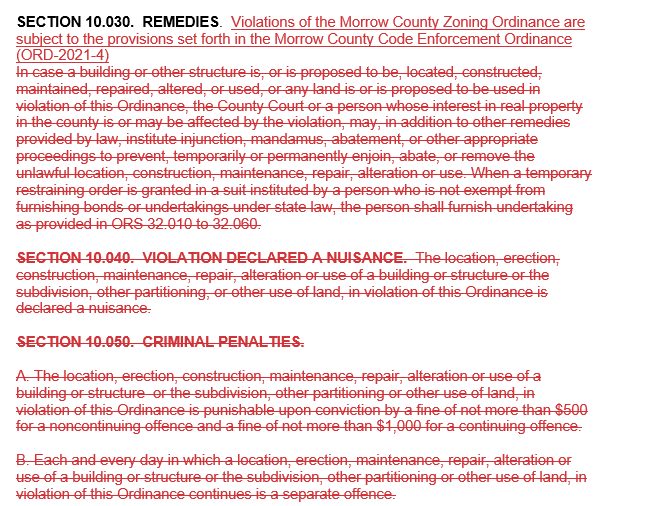 SECTION 10.030. REMEDIES. Violations of the Morrow County Zoning Ordinance are
subject to the provisions set forth in the Morrow County Code Enforcement Ordinance
(ORD-2021-4)
In case a building or other structure is, or is proposed to be, located, constructed,
maintained, repaired, altered, or used, or any land is or is proposed to be used in
violation of this Ordinance, the County Court or a person whose interest in real property
in the county is or may be affected by the violation, may, in addition to other remedies
provided by law, institute injunction, mandamus, abatement, or other appropriate
proceedings to prevent, temporarily or permanently enjoin, abate, or remove the
unlawful location, construction, maintenance, repair, alteration or use. When a temporary
restraining order is granted in a suit instituted by a person who is not exempt from
furnishing bonds or undertakings under state law, the person shall furnish undertaking
as provided in ORS 32.010 to 32.060.
SECTION 10.040. VIOLATION DECLARED A NUISANCE. The location, erection,
construction, maintenance, repair, alteration or use of a building or structure or the
subdivision, other partitioning, or other use of land, in violation of this Ordinance is
declared a nuisance.
SECTION 10.050. CRIMINAL PENALTIES.
A. The location, erection, construction, maintenance, repair, alteration or use of a
building or structure or the subdivision, other partitioning or other use of land, in
violation of this Ordinance is punishable upon conviction by a fine of not more than $500
for a noncontinuing offence and a fine of not more than $1,000 for a continuing offence.
B. Each and every day in which a location, erection, maintenance, repair, alteration or
use of a building or structure or the subdivision, other partitioning or other use of land, in
violation of this Ordinance continues is a separate offence.